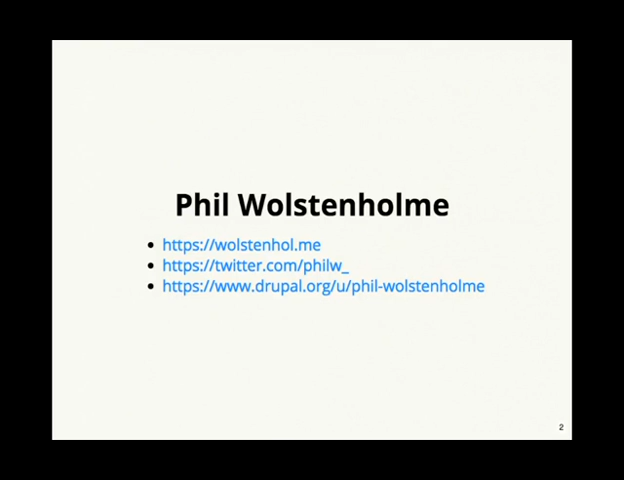 Phil Wolstenholme
• https://wolstenhol.me
• https://twitter.com/philw_
• https://www.drupal.org/u/phil-wolstenholme
2